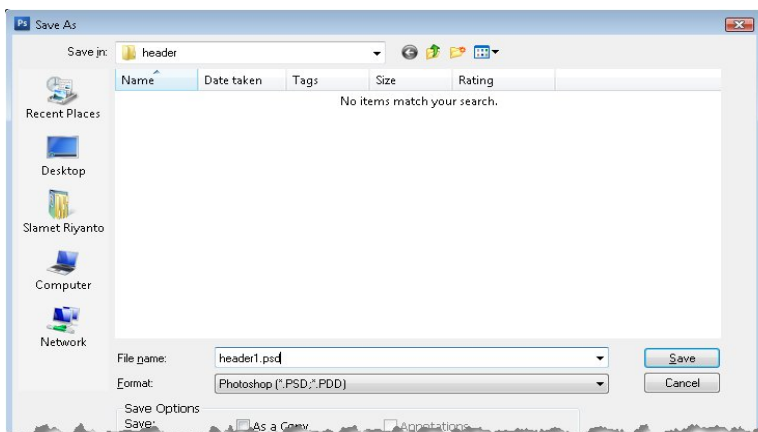 Ps Save As
Save in: header
Name Date taken Tags Size Rating
No items match your search.
Recent Places
Desktop
Slamet Riyanto
Computer
Network
File name: header1.psd Save
Format: Photoshop (*.PSD;*.PDD) Cancel
Save Options
Save: As a Copy Annotations